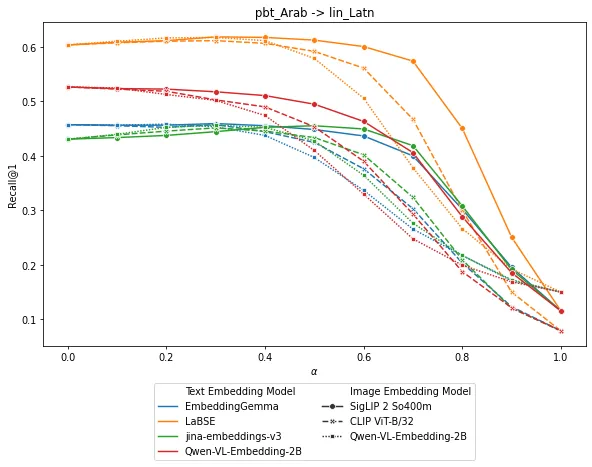 pbt_Arab -> lin_Latn
Recall@1
0.6
0.5
0.4
0.3
0.2
0.1
0.0 0.2 0.4 0.6 0.8 1.0
α
Text Embedding Model
EmbeddingGemma
LaBSE
jina-embeddings-v3
Qwen-VL-Embedding-2B
Image Embedding Model
SigLIP 2 So400m
CLIP ViT-B/32
Qwen-VL-Embedding-2B